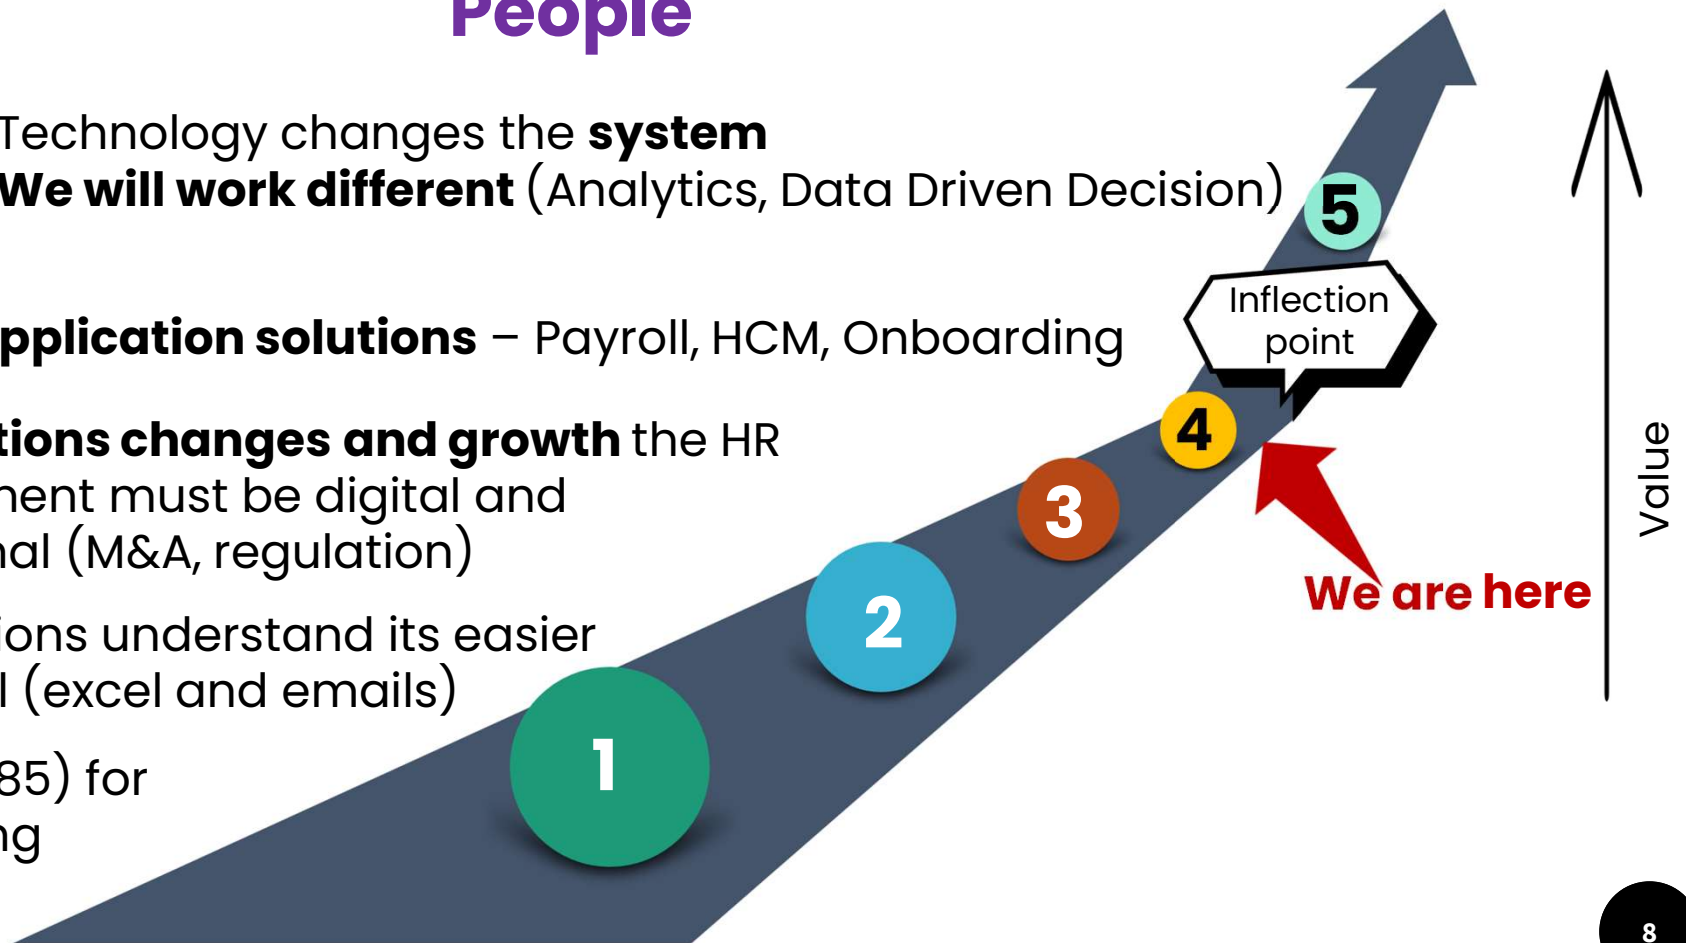 People
Technology changes the system
We will work different (Analytics, Data Driven Decision)
5
Inflection
point
pplication solutions – Payroll, HCM, Onboarding
4
tions changes and growth the HR
ment must be digital and
nal (M&A, regulation)
3
We are here
Value
2
ions understand its easier
l (excel and emails)
1
85) for
ng
8